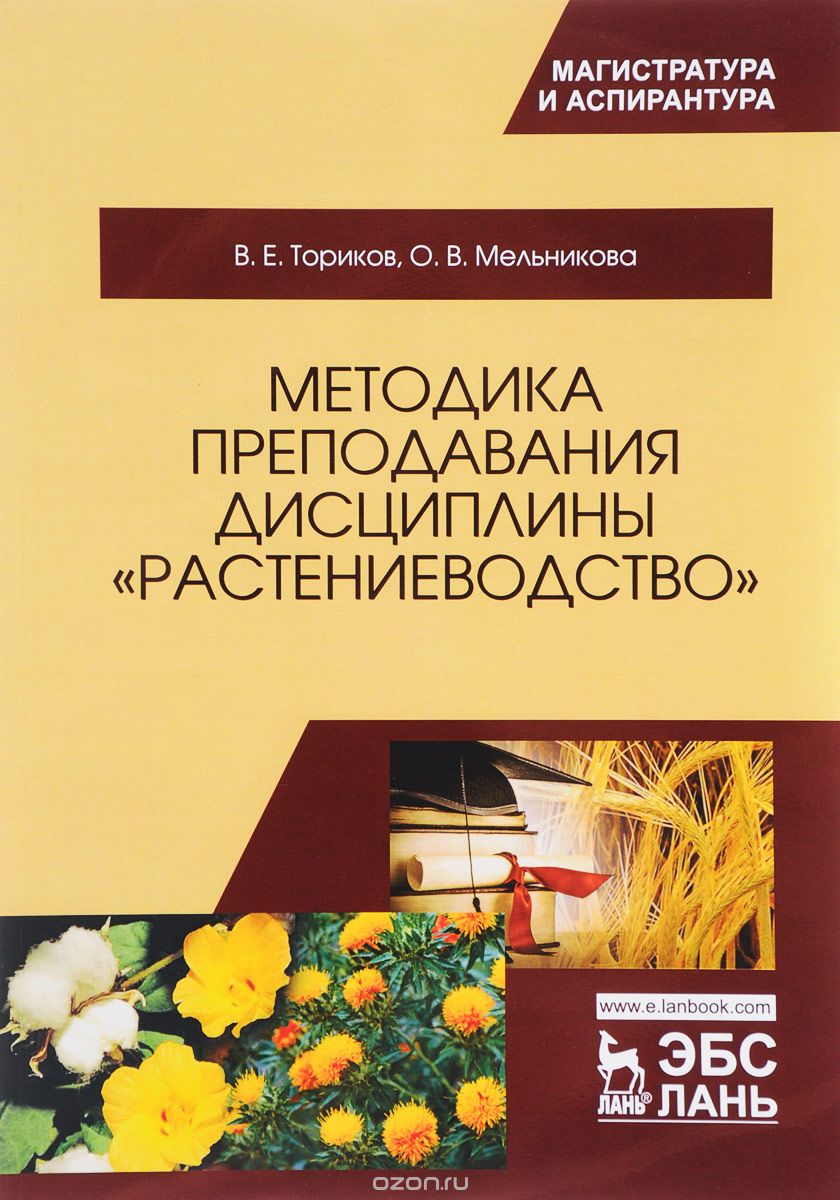 МАГИСТРАТУРА
И АСПИРАНТУРА
В. Е. Ториков, О. В. Мельникова
МЕТОДИКА
ПРЕПОДАВАНИЯ
ДИСЦИПЛИНЫ
«РАСТЕНИЕВОДСТВО»
www.e.lanbook.com
ЭБС
ЛАНЬ®
ЛАНЬ
ozon.ru